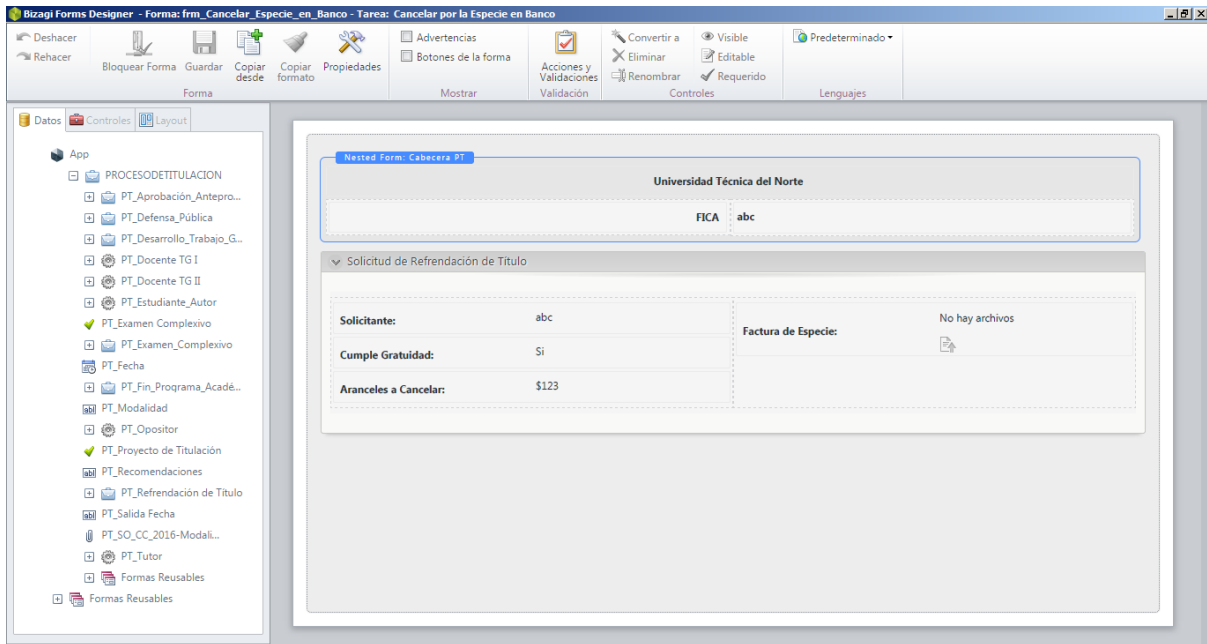 Bizagi Forms Designer - Forma: frm_Cancelar_Especie_en_Banco - Tarea: Cancelar por la Especie en Banco
Deshacer
Rehacer
Bloquear Forma
Guardar
Copiar desde
Forma
Copiar formato
Propiedades
Advertencias
Botones de la forma
Mostrar
Acciones y Validaciones
Validación
Convertir a
Eliminar
Renombrar
Visible
Editable
Requerido
Controles
Predeterminado
Lenguajes
Datos
Controles
Layout
App
PROCESODETITULACION
PT_Aprobación_Antepro...
PT_Defensa_Pública
PT_Desarrollo_Trabajo_G...
PT_Docente TG I
PT_Docente TG II
PT_Estudiante_Autor
PT_Examen Complexivo
PT_Examen_Complexivo
PT_Fecha
PT_Fin_Programa_Acadé...
abl PT_Modalidad
PT_Opositor
PT_Proyecto de Titulación
abl PT_Recomendaciones
PT_Refrendación de Título
abl PT_Salida Fecha
PT_SO_CC_2016-Modali...
PT_Tutor
Formas Reusables
Formas Reusables
Nested Form: Cabecera PT
Universidad Técnica del Norte
FICA abc
Solicitud de Refrendación de Título
Solicitante: abc
Cumple Gratuidad: Si
Aranceles a Cancelar: $123
Factura de Especie: No hay archivos